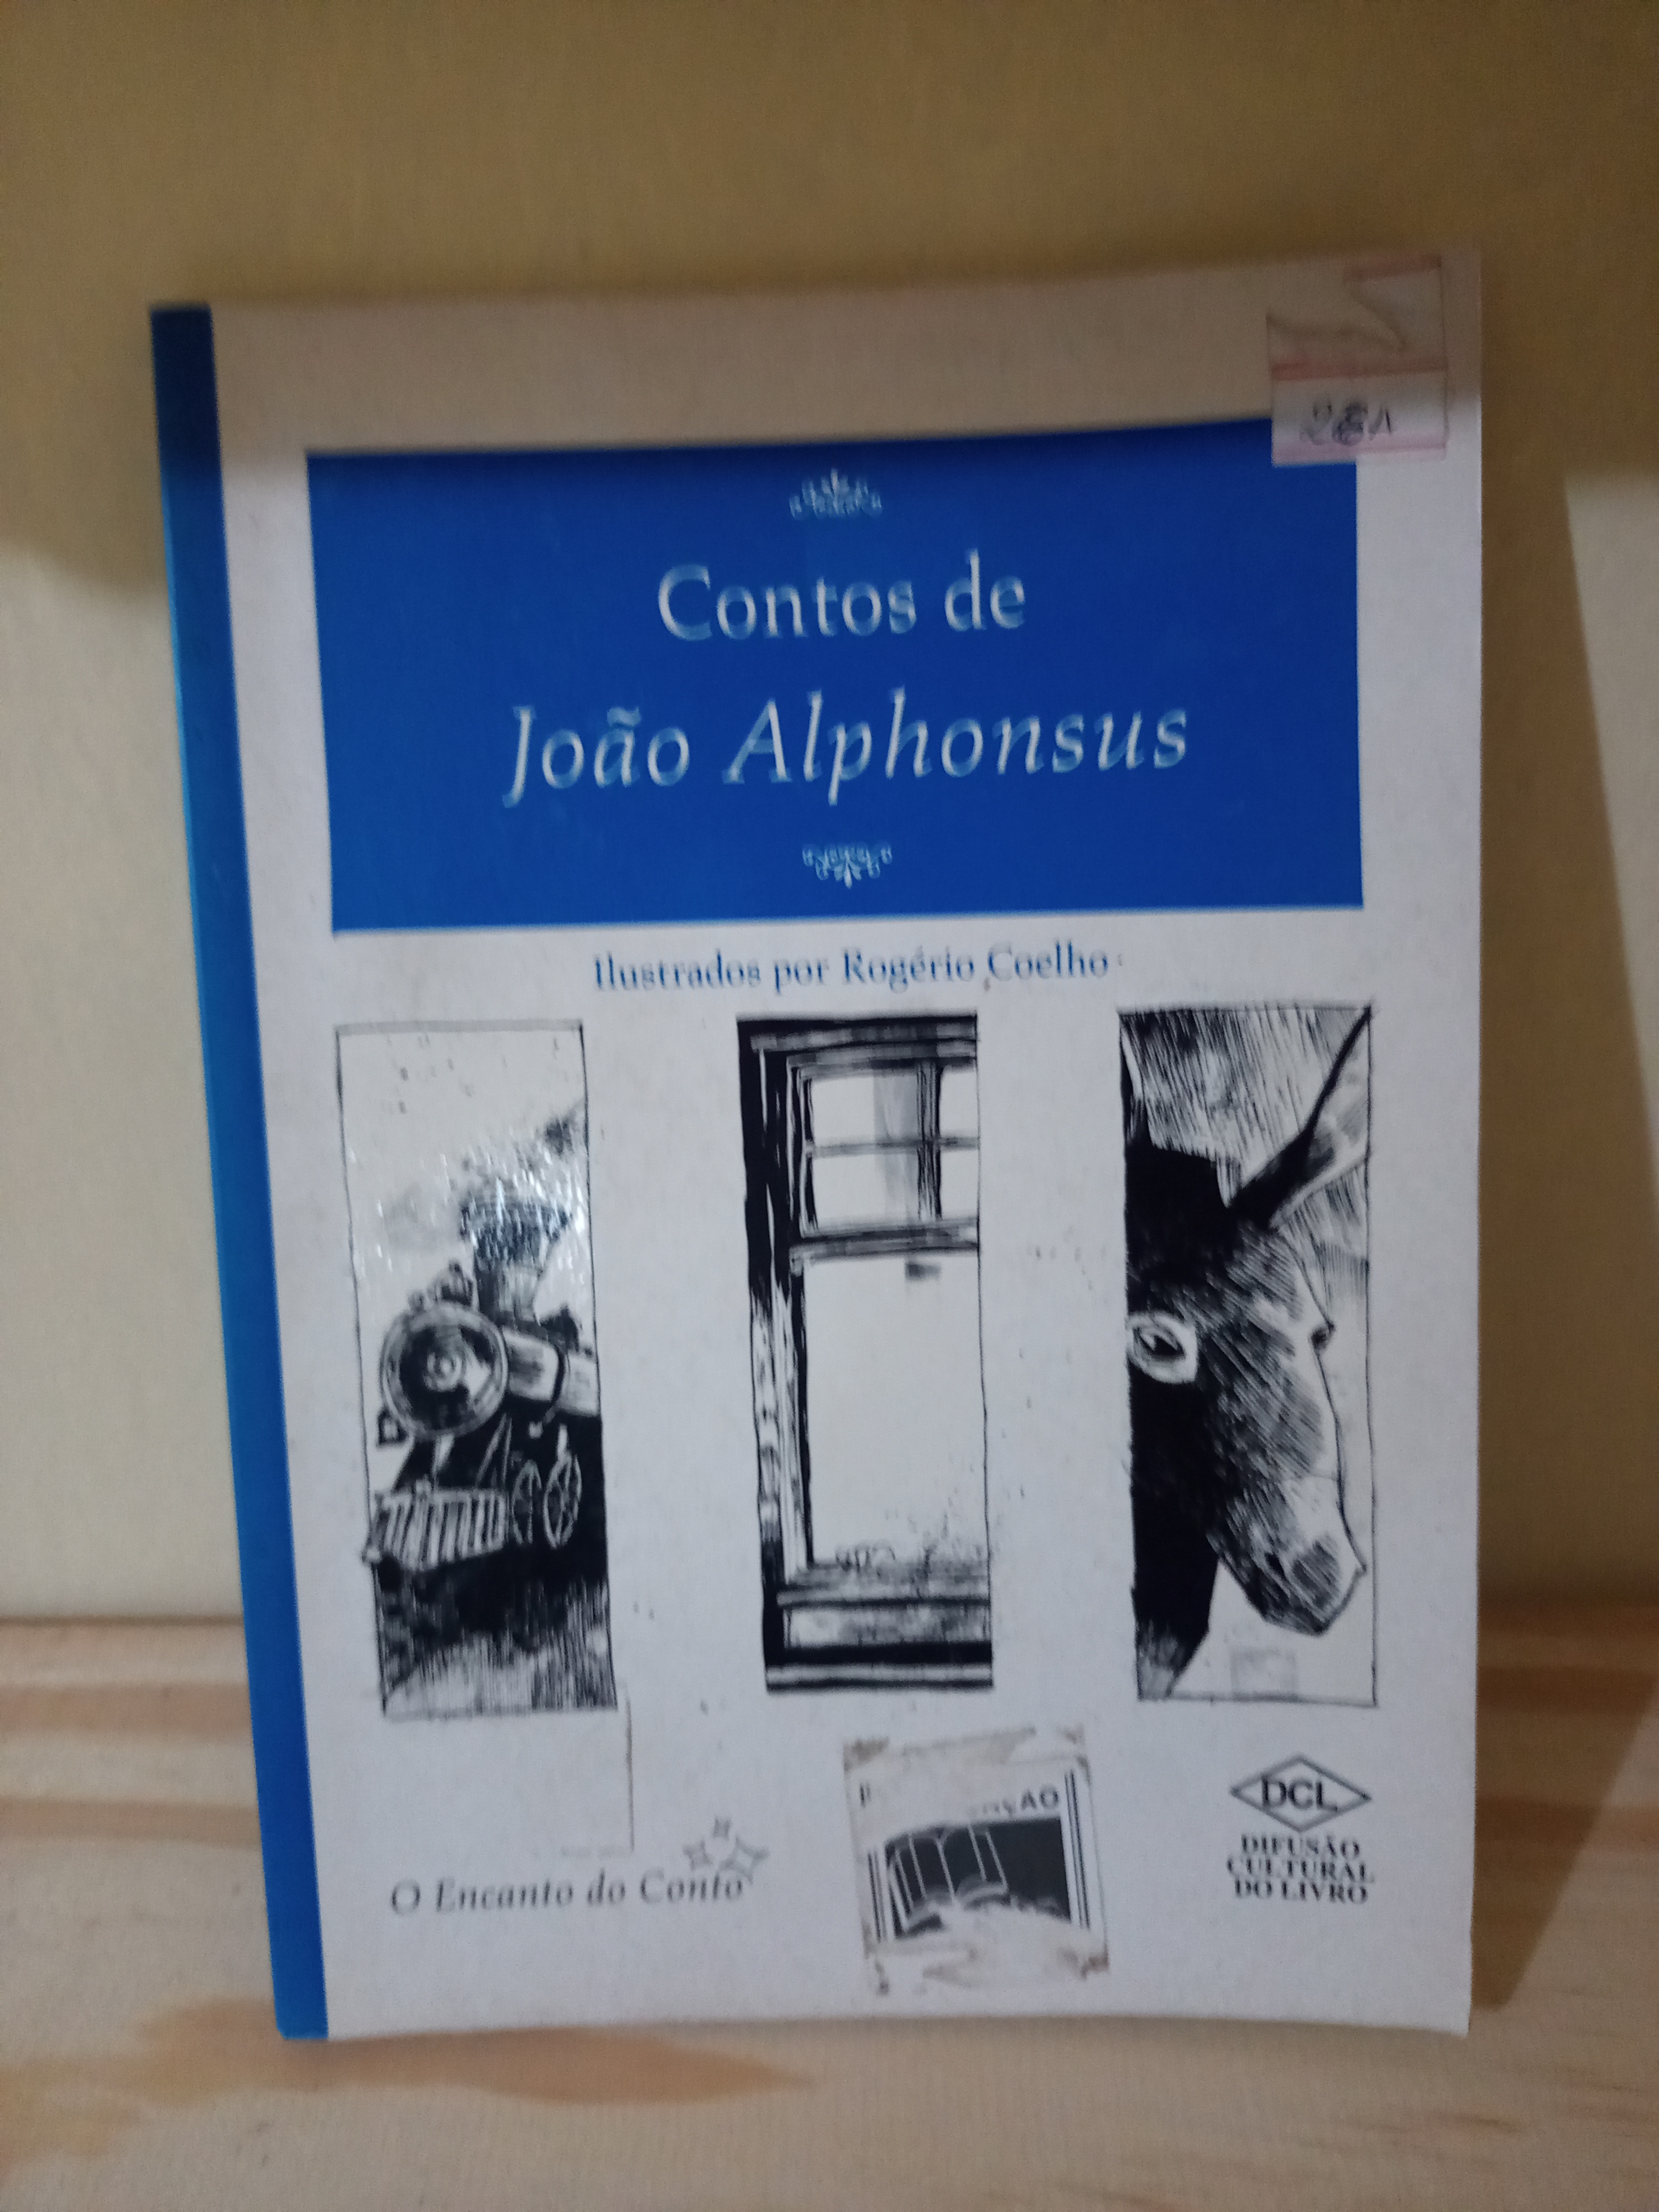 Contos de
João Alphonsus
Ilustrados por Rogério Coelho
O Encanto do Conto
DCL
DIFUSÃO
CULTURAL
DO LIVRO